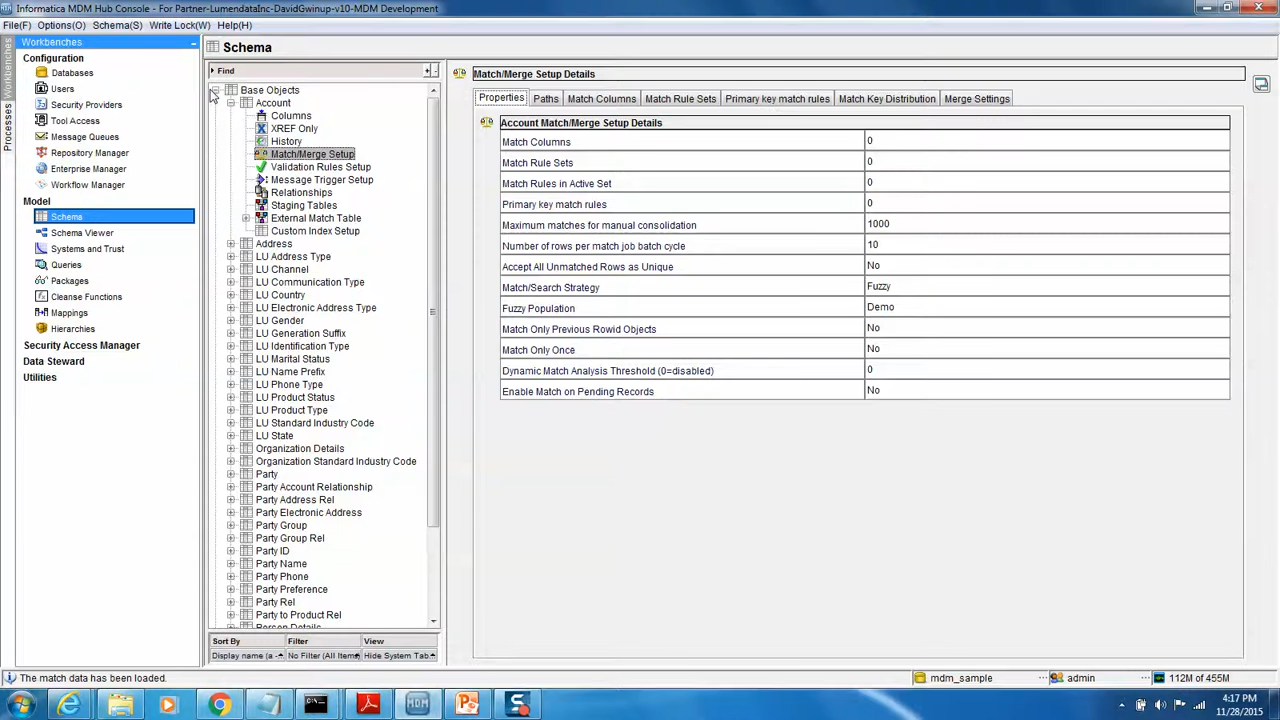 Informatica MDM Hub Console - For Partner-LumendataInc-DavidGwinup-v10-MDM Development
File(F) Options(O) Schema(S) Write Lock(W) Help(H)
Workbenches
Processes
Workbenches
Configuration
Databases
Users
Security Providers
Tool Access
Message Queues
Repository Manager
Enterprise Manager
Workflow Manager
Model
Schema
Schema Viewer
Systems and Trust
Queries
Packages
Cleanse Functions
Mappings
Hierarchies
Security Access Manager
Data Steward
Utilities
Schema
Find
Base Objects
Account
Columns
XREF Only
History
Match/Merge Setup
Validation Rules Setup
Message Trigger Setup
Relationships
Staging Tables
External Match Table
Custom Index Setup
Address
LU Address Type
LU Channel
LU Communication Type
LU Country
LU Electronic Address Type
LU Gender
LU Generation Suffix
LU Identification Type
LU Marital Status
LU Name Prefix
LU Phone Type
LU Product Status
LU Product Type
LU Standard Industry Code
LU State
Organization Details
Organization Standard Industry Code
Party
Party Account Relationship
Party Address Rel
Party Electronic Address
Party Group
Party Group Rel
Party ID
Party Name
Party Phone
Party Preference
Party Rel
Party to Product Rel
Person Details
Sort By Filter View
Display name (a - No Filter (All Items Hide System Tab.
Match/Merge Setup Details
Properties Paths Match Columns Match Rule Sets Primary key match rules Match Key Distribution Merge Settings
Account Match/Merge Setup Details
Match Columns 0
Match Rule Sets 0
Match Rules in Active Set 0
Primary key match rules 0
Maximum matches for manual consolidation 1000
Number of rows per match job batch cycle 10
Accept All Unmatched Rows as Unique No
Match/Search Strategy Fuzzy
Fuzzy Population Demo
Match Only Previous Rowid Objects No
Match Only Once No
Dynamic Match Analysis Threshold (0=disabled) 0
Enable Match on Pending Records No
The match data has been loaded. mdm_sample admin 112M of 455M
4:17 PM
11/28/2015